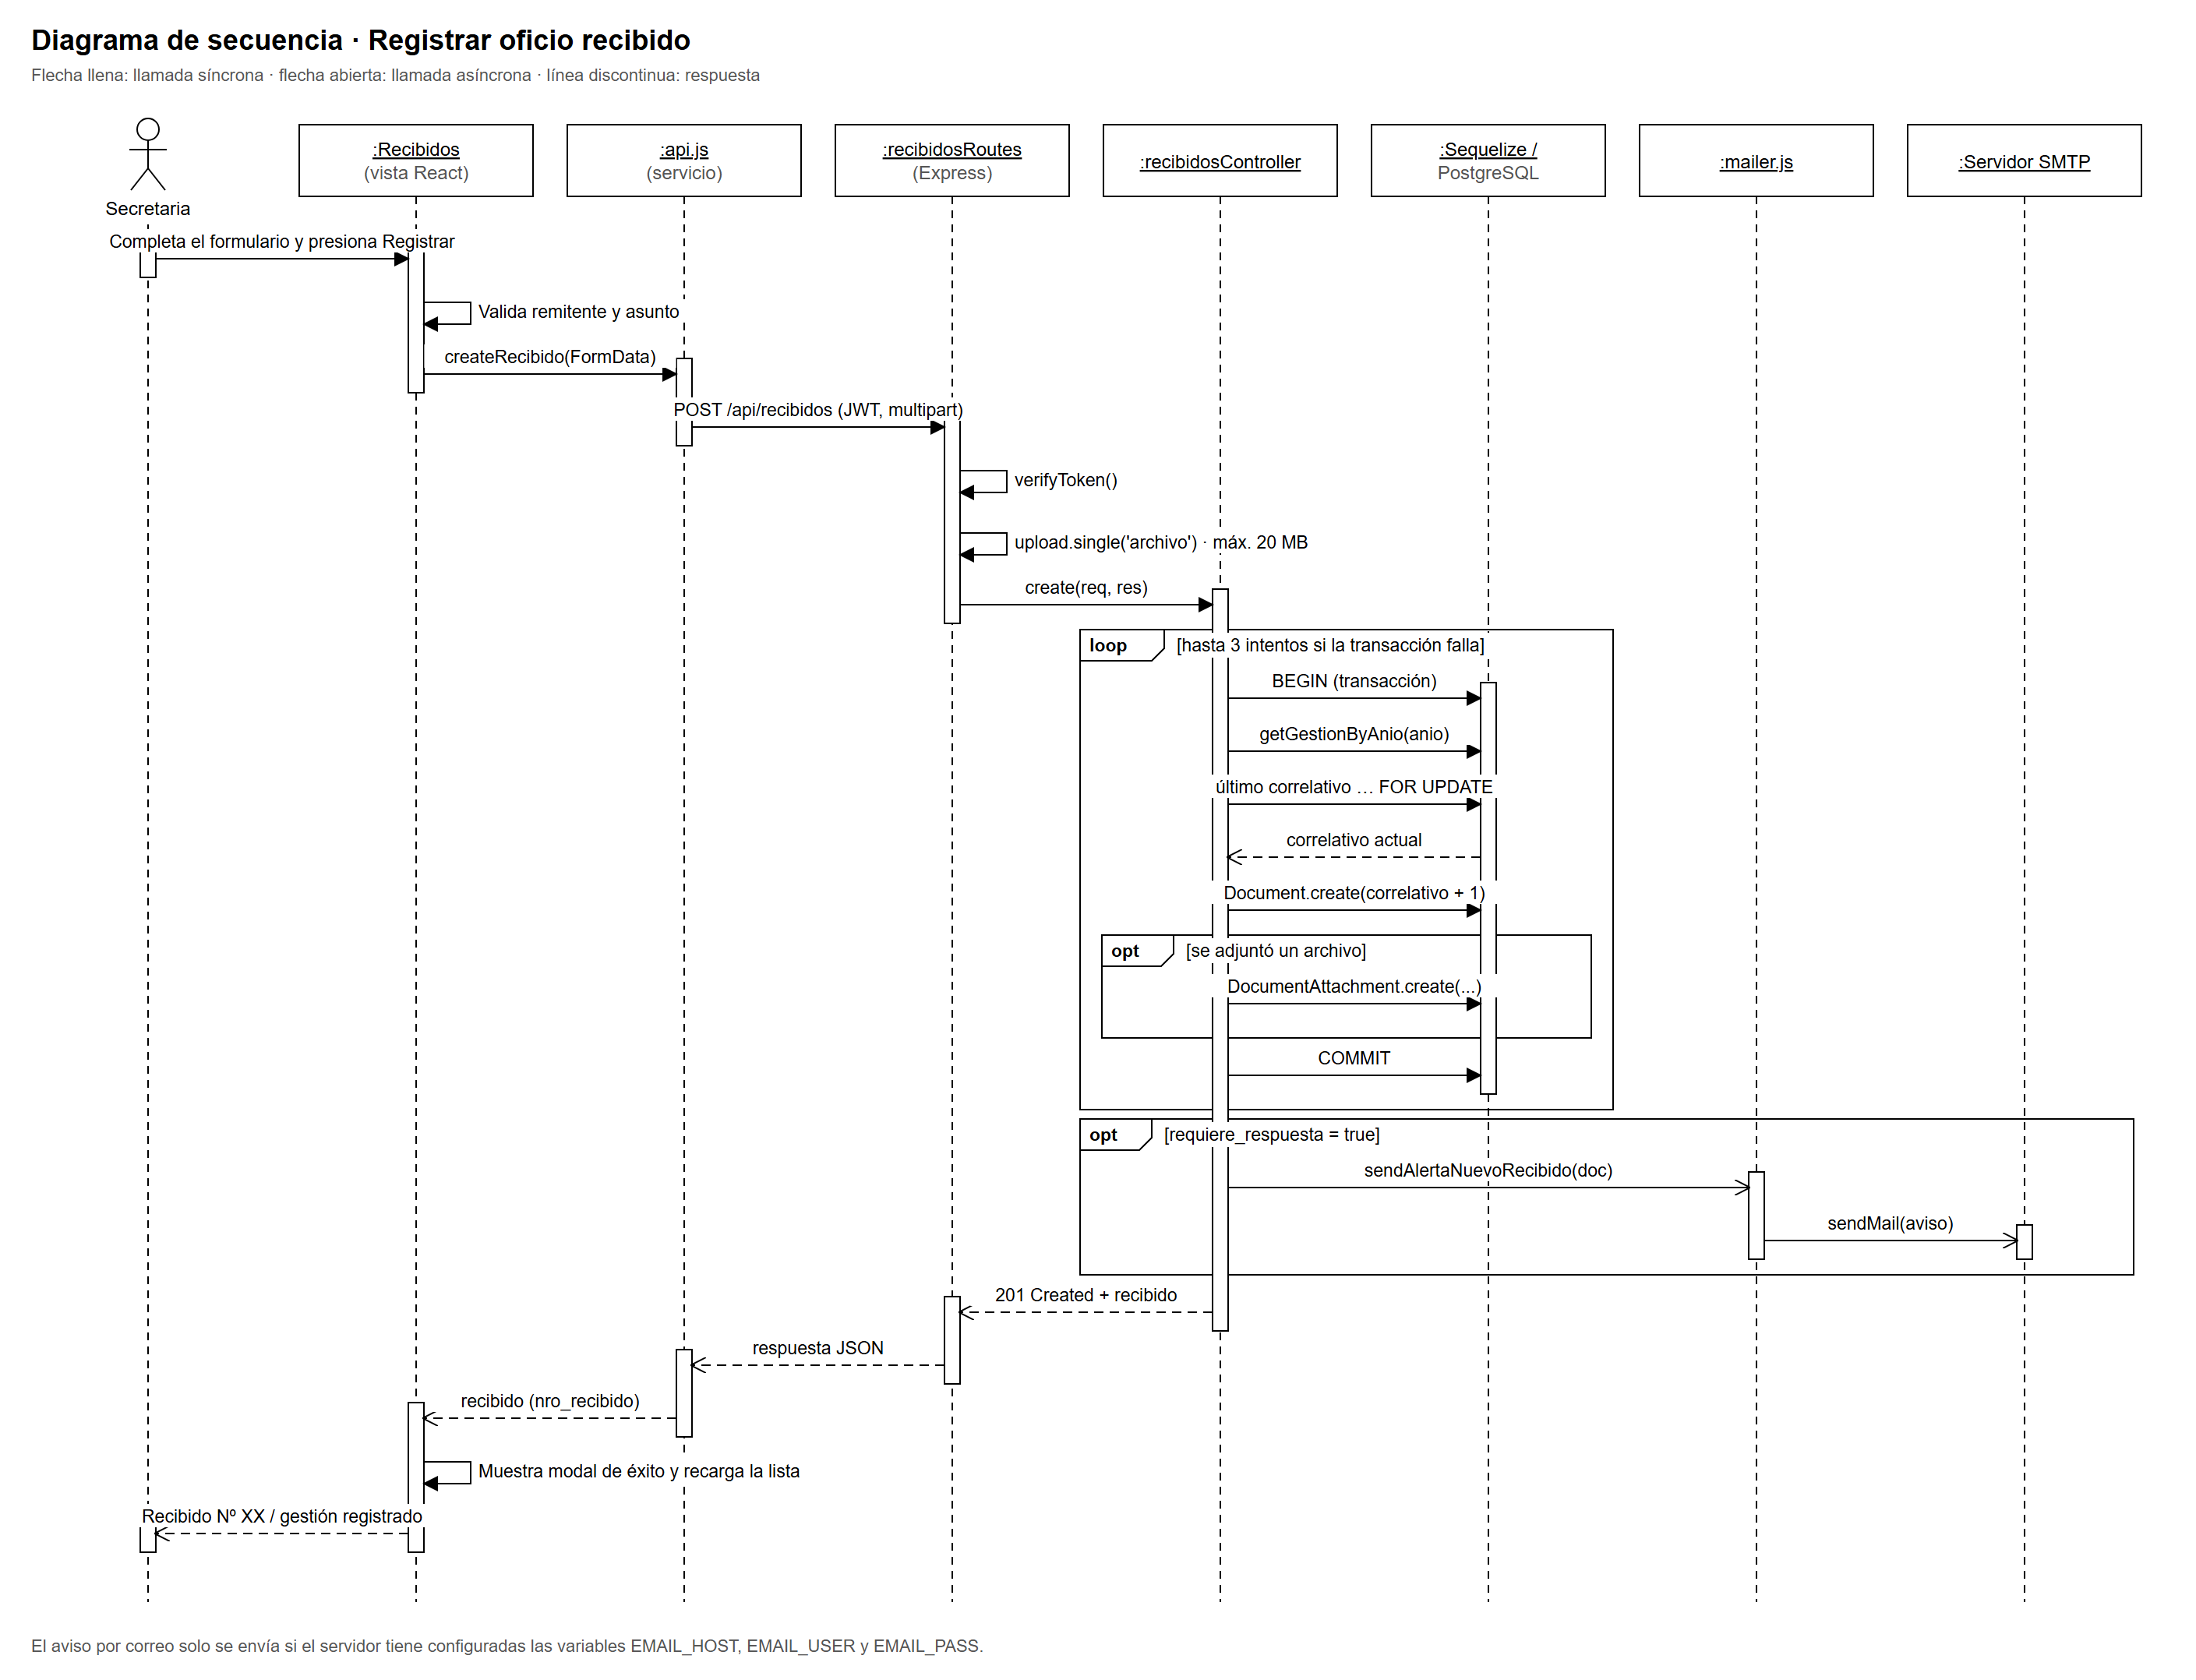 Diagrama de secuencia · Registrar oficio recibido
Flecha llena: llamada síncrona · flecha abierta: llamada asíncrona · línea discontinua: respuesta
Secretaria
:Recibidos
(vista React)
:api.js
(servicio)
:recibidosRoutes
(Express)
:recibidosController
:Sequelize /
PostgreSQL
:mailer.js
:Servidor SMTP
Completa el formulario y presiona Registrar
Valida remitente y asunto
createRecibido(FormData)
POST /api/recibidos (JWT, multipart)
verifyToken()
upload.single('archivo') · máx. 20 MB
create(req, res)
loop [hasta 3 intentos si la transacción falla]
BEGIN (transacción)
getGestionByAnio(anio)
último correlativo … FOR UPDATE
correlativo actual
Document.create(correlativo + 1)
opt [se adjuntó un archivo]
DocumentAttachment.create(...)
COMMIT
opt [requiere_respuesta = true]
sendAlertaNuevoRecibido(doc)
sendMail(aviso)
201 Created + recibido
respuesta JSON
recibido (nro_recibido)
Muestra modal de éxito y recarga la lista
Recibido Nº XX / gestión registrado
El aviso por correo solo se envía si el servidor tiene configuradas las variables EMAIL_HOST, EMAIL_USER y EMAIL_PASS.